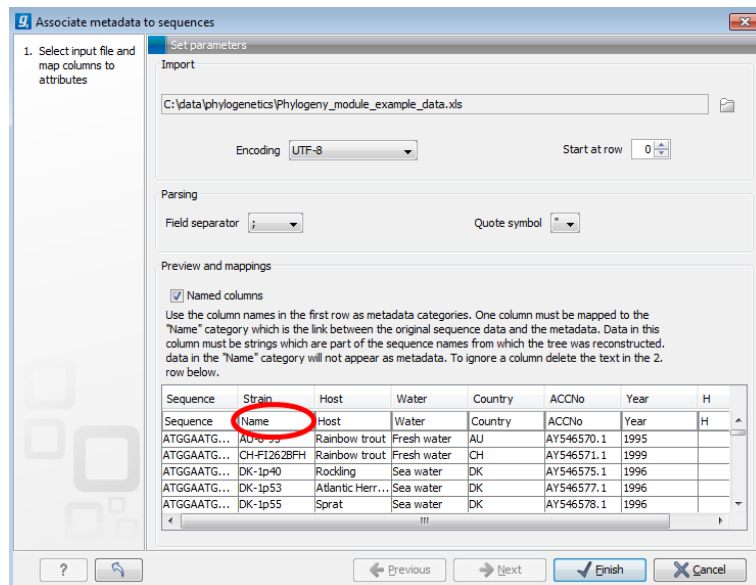 Associate metadata to sequences
1. Select input file and
map columns to
attributes
Set parameters
Import
C:\data\phylogenetics\Phylogeny_module_example_data.xls
Encoding UTF-8 Start at row 0
Parsing
Field separator ; Quote symbol "
Preview and mappings
Named columns
Use the column names in the first row as metadata categories. One column must be mapped to the
"Name" category which is the link between the original sequence data and the metadata. Data in this
column must be strings which are part of the sequence names from which the tree was reconstructed.
data in the "Name" category will not appear as metadata. To ignore a column delete the text in the 2.
row below.
Sequence Strain Host Water Country ACCNo Year H
Sequence Name Host Water Country ACCNo Year H
ATGGAATG... Rainbow trout Fresh water AU AY546570.1 1995
ATGGAATG... CH-FI262BFH Rainbow trout Fresh water CH AY546571.1 1999
ATGGAATG... DK-1p40 Rockling Sea water DK AY546575.1 1996
ATGGAATG... DK-1p53 Atlantic Herr... Sea water DK AY546577.1 1996
ATGGAATG... DK-1p55 Sprat Sea water DK AY546578.1 1996
? Previous Next Finish Cancel